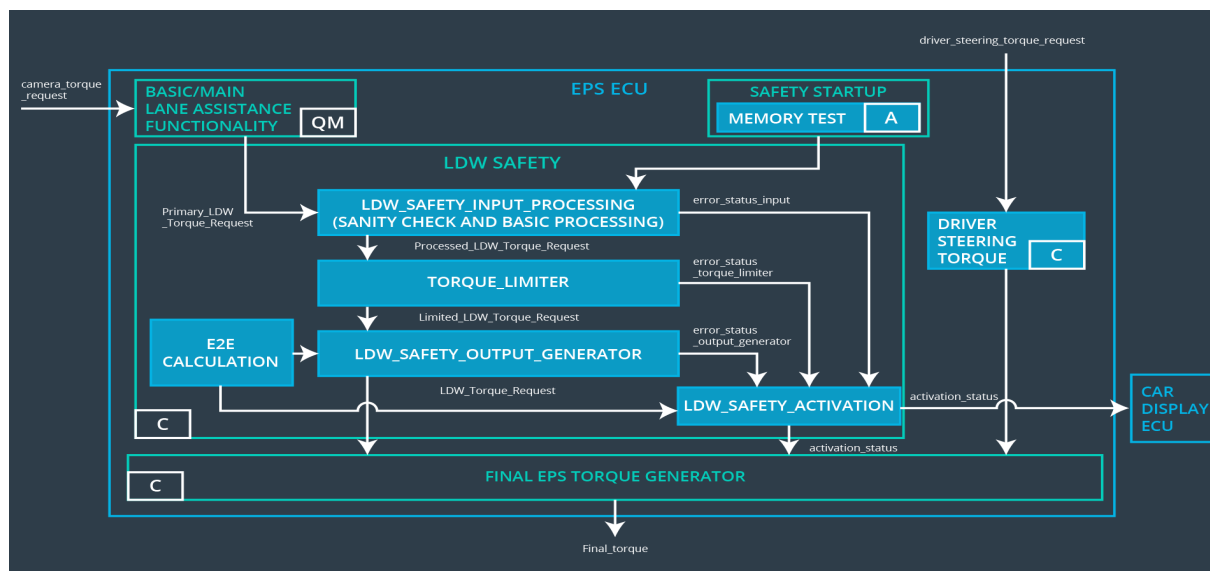 driver_steering_torque_request
camera_torque
_request
BASIC/MAIN
LANE ASSISTANCE
FUNCTIONALITY
QM
EPS ECU
SAFETY STARTUP
MEMORY TEST
A
LDW SAFETY
Primary_LDW
_Torque_Request
LDW_SAFETY_INPUT_PROCESSING
(SANITY CHECK AND BASIC PROCESSING)
error_status_input
DRIVER
STEERING
TORQUE
C
Processed_LDW_Torque_Request
TORQUE_LIMITER
error_status
_torque_limiter
Limited_LDW_Torque_Request
E2E
CALCULATION
LDW_SAFETY_OUTPUT_GENERATOR
error_status
_output_generator
LDW_Torque_Request
LDW_SAFETY_ACTIVATION
activation_status
CAR
DISPLAY
ECU
C
activation_status
FINAL EPS TORQUE GENERATOR
C
Final_torque